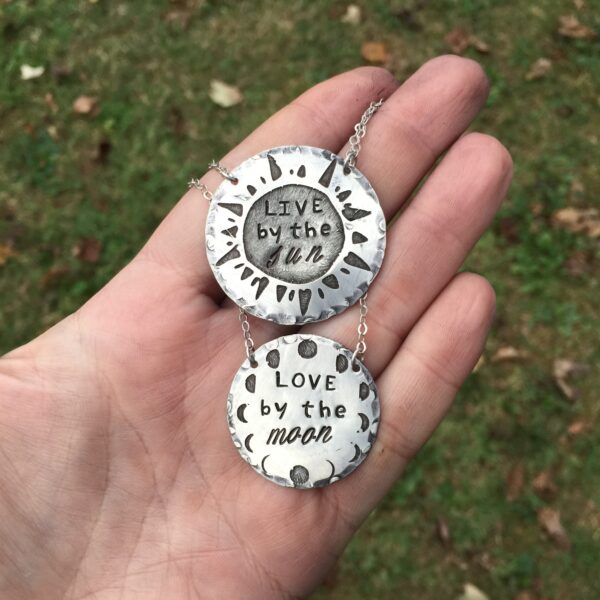 LIVE
by the
sun
LOVE
by the
moon